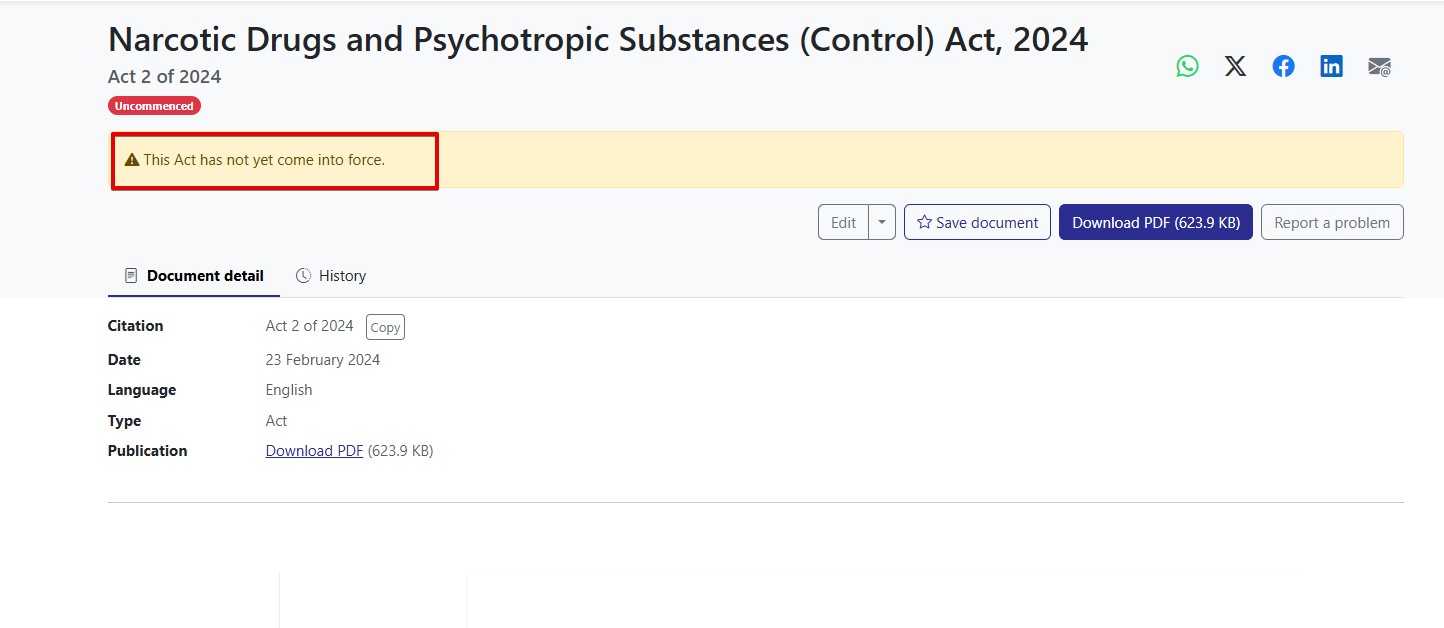 Narcotic Drugs and Psychotropic Substances (Control) Act, 2024
Act 2 of 2024
Uncommenced
This Act has not yet come into force.
Edit Save document Download PDF (623.9 KB) Report a problem
Document detail History
Citation Act 2 of 2024 Copy
Date 23 February 2024
Language English
Type Act
Publication Download PDF (623.9 KB)